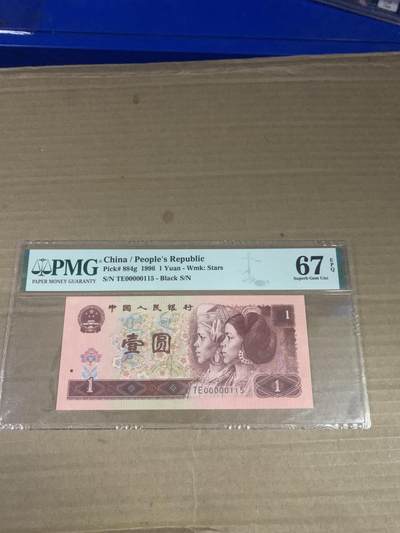 PMG
PAPER MONEY GUARANTY
China / People's Republic
Pick# 884g 1996 1 Yuan - Wmk: Stars
S/N TE00000115 - Black S/N
67 EPQ
Superb Gem Unc
中国人民银行
1
壹圆
1
TE00000115
1